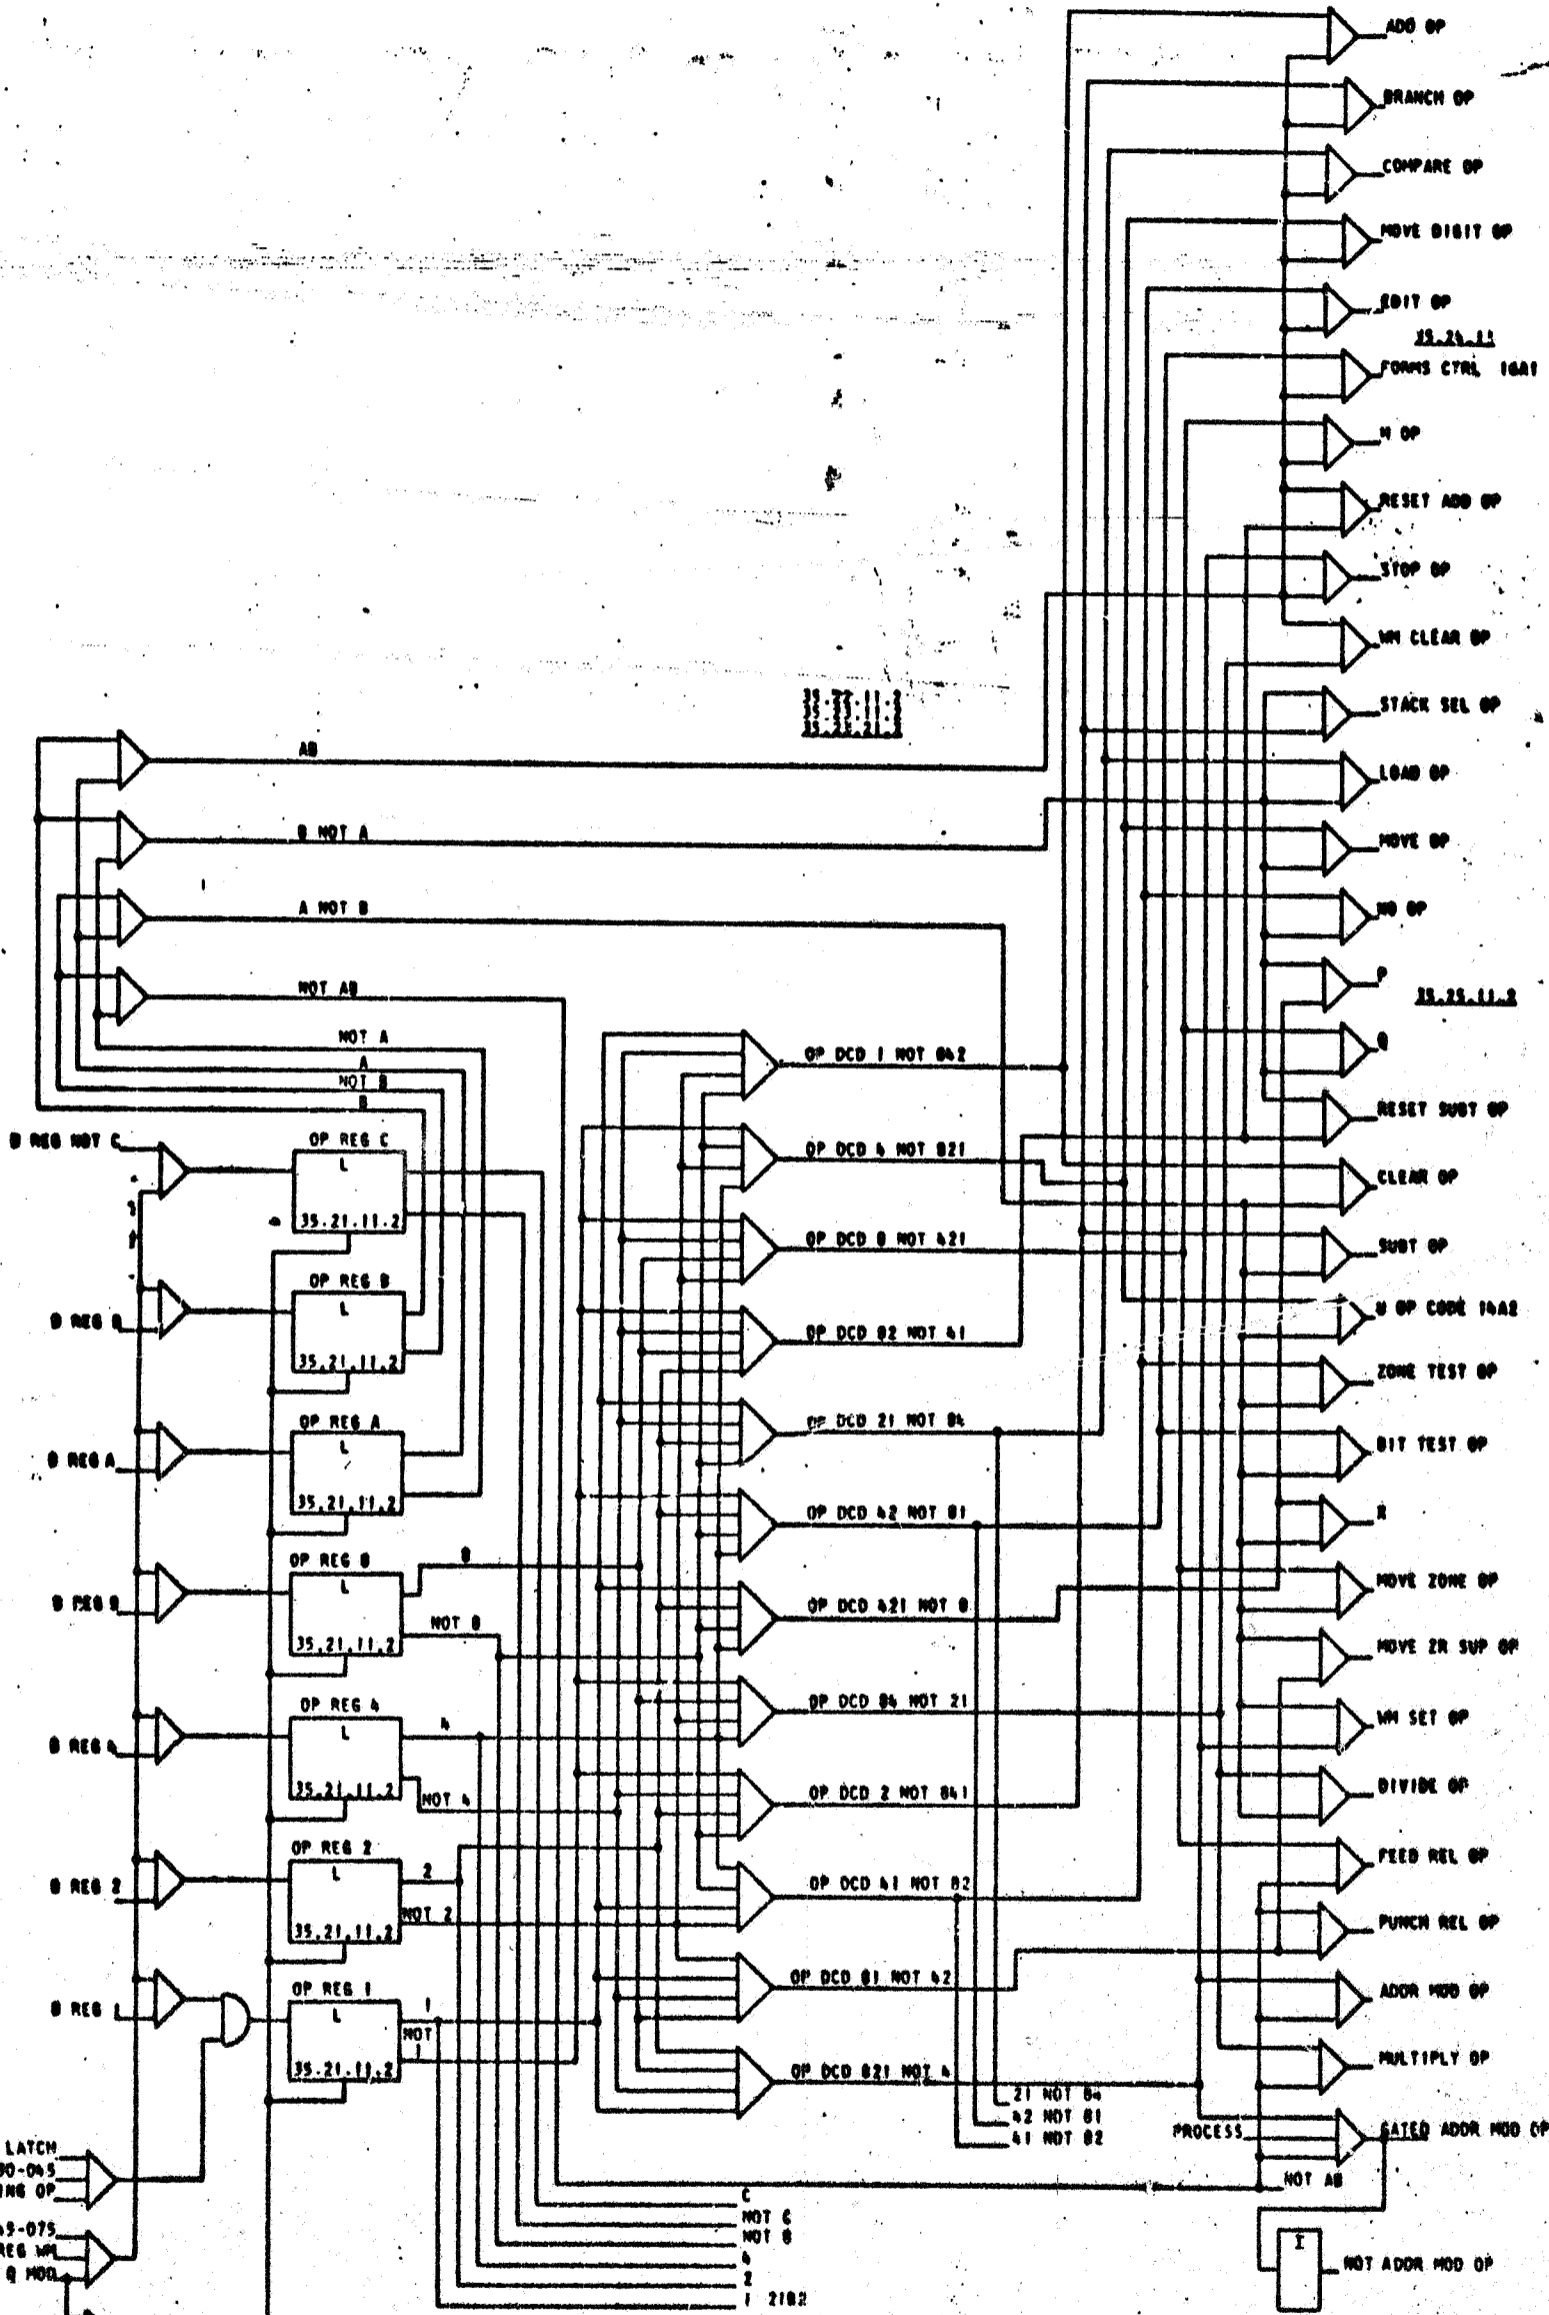 ADD OP
BRANCH OP
COMPARE OP
MOVE DIGIT OP
EDIT OP
35.24.11
FORMS CTRL 16A1
M OP
RESET ADD OP
STOP OP
WM CLEAR OP
STACK SEL OP
LOAD OP
MOVE OP
NO OP
P
35.25.11.2
Q
RESET SUBT OP
CLEAR OP
SUBT OP
U OP CODE 14A2
ZONE TEST OP
BIT TEST OP
R
MOVE ZONE OP
MOVE ZR SUP OP
WM SET OP
DIVIDE OP
FEED REL OP
PUNCH REL OP
ADDR MOD OP
MULTIPLY OP
PROCESS
GATED ADDR MOD OP
NOT AB
I
NOT ADDR MOD OP
AB
B NOT A
A NOT B
NOT AB
NOT A
A
NOT B
B
B REG NOT C
OP REG C
L
35.21.11.2
B REG B
OP REG B
L
35.21.11.2
B REG A
OP REG A
L
35.21.11.2
B REG 8
OP REG 8
L
35.21.11.2
8
NOT 8
B REG 4
OP REG 4
L
35.21.11.2
4
NOT 4
B REG 2
OP REG 2
L
35.21.11.2
2
NOT 2
B REG 1
OP REG 1
L
35.21.11.2
1
NOT
1
OP DCD 1 NOT 842
OP DCD 4 NOT 821
OP DCD 8 NOT 421
OP DCD 82 NOT 41
OP DCD 21 NOT 84
OP DCD 42 NOT 81
OP DCD 421 NOT 8
OP DCD 84 NOT 21
OP DCD 2 NOT 841
OP DCD 41 NOT 82
OP DCD 81 NOT 42
OP DCD 821 NOT 4
21 NOT 84
42 NOT 81
41 NOT 82
LATCH
OP
WM
Q MOD
C
NOT C
NOT 8
4
2
1 21B2